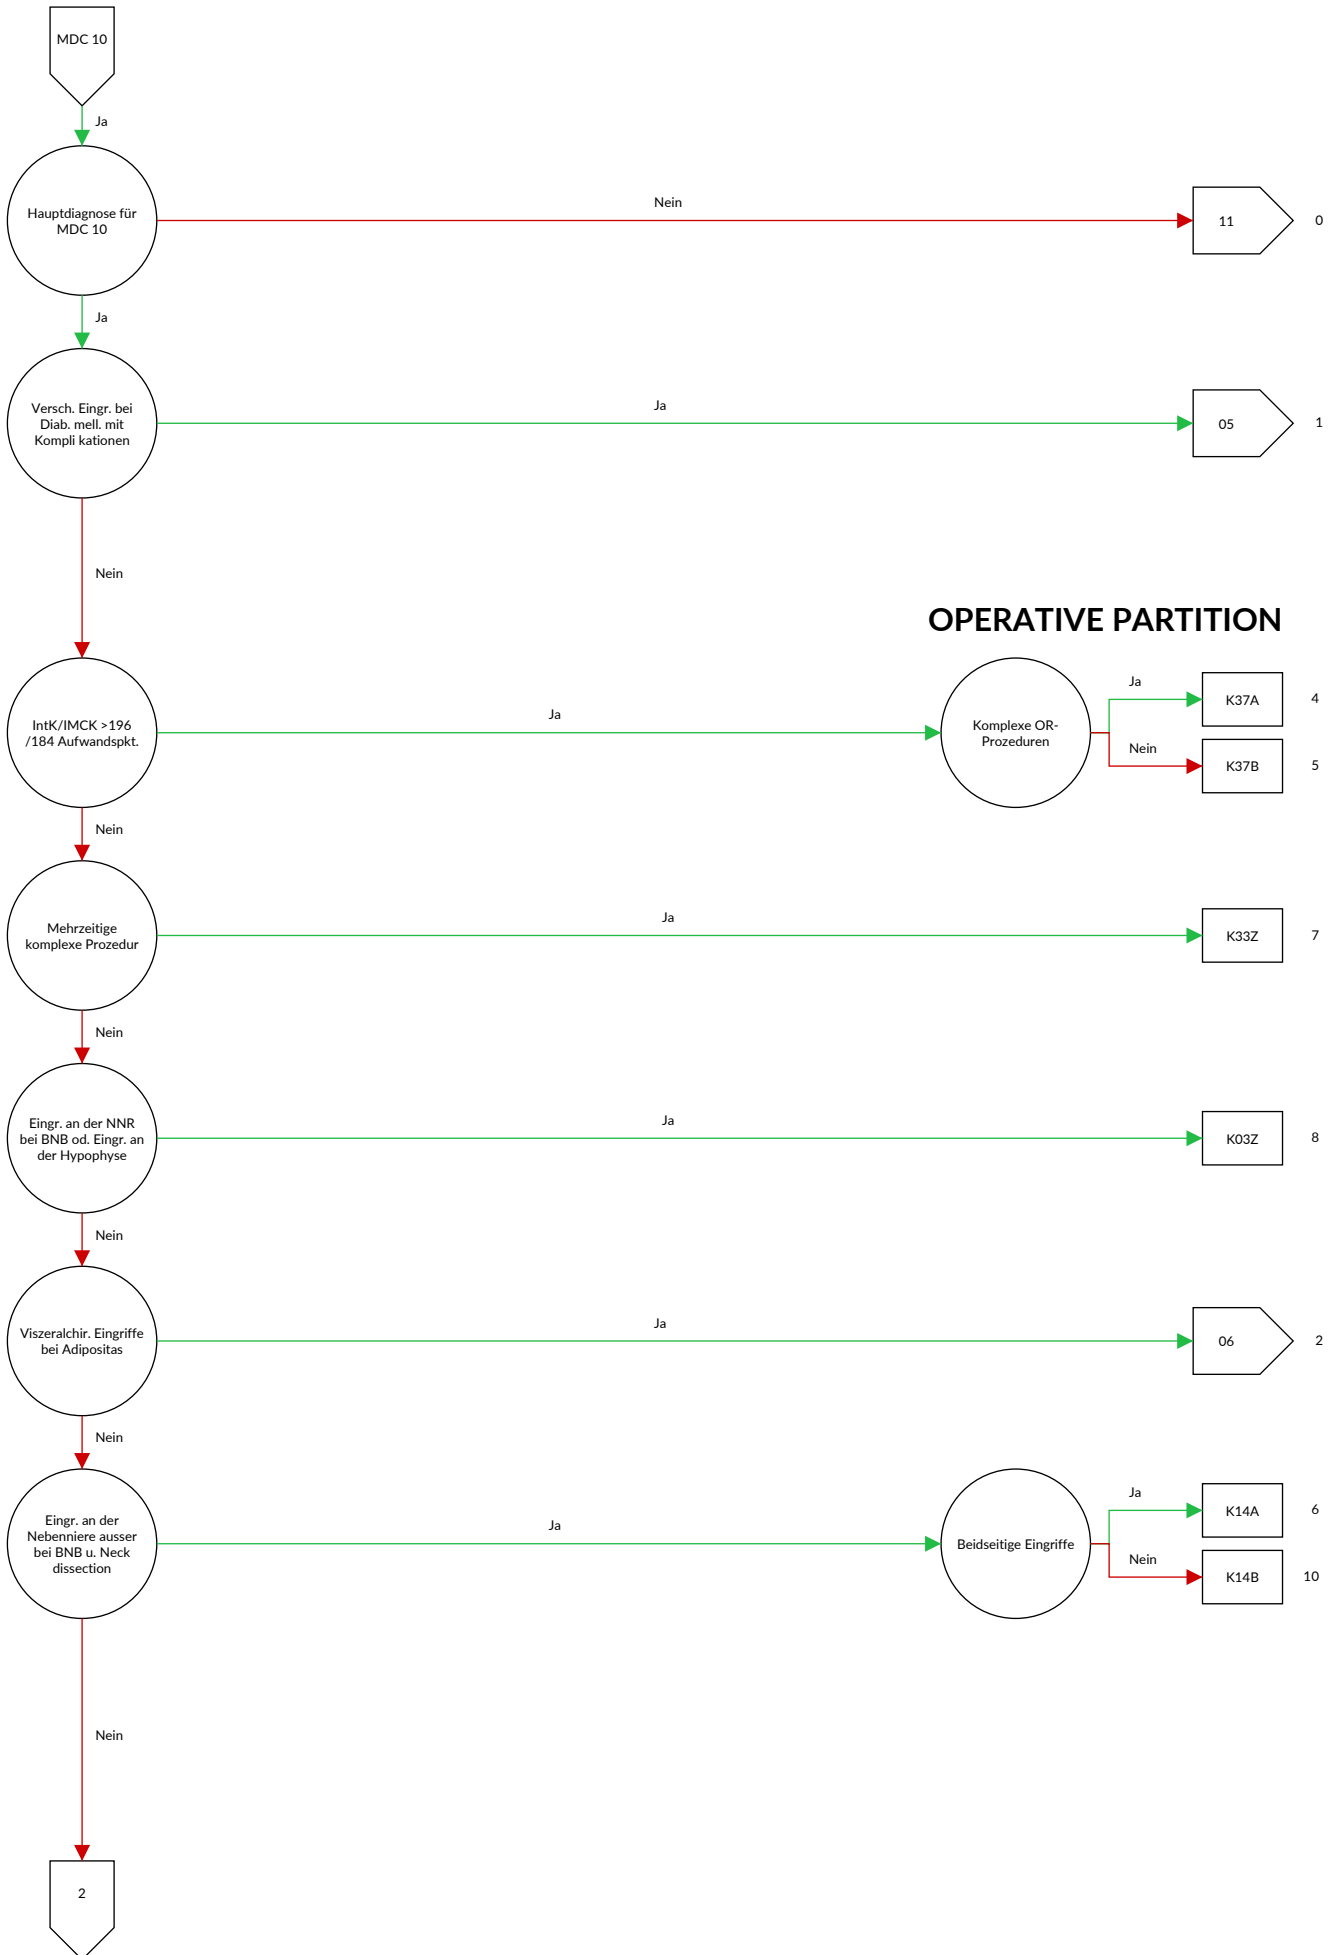 MDC 10
Ja
Hauptdiagnose für
MDC 10
Nein
11
0
Ja
Versch. Eingr. bei
Diab. mell. mit
Kompli kationen
Ja
05
1
Nein
OPERATIVE PARTITION
IntK/IMCK >196
/184 Aufwandspkt.
Ja
Komplexe OR-
Prozeduren
Ja
K37A
4
Nein
K37B
5
Nein
Mehrzeitige
komplexe Prozedur
Ja
K33Z
7
Nein
Eingr. an der NNR
bei BNB od. Eingr. an
der Hypophyse
Ja
K03Z
8
Nein
Viszeralchir. Eingriffe
bei Adipositas
Ja
06
2
Nein
Eingr. an der
Nebenniere ausser
bei BNB u. Neck
dissection
Ja
Beidseitige Eingriffe
Ja
K14A
6
Nein
K14B
10
Nein
2